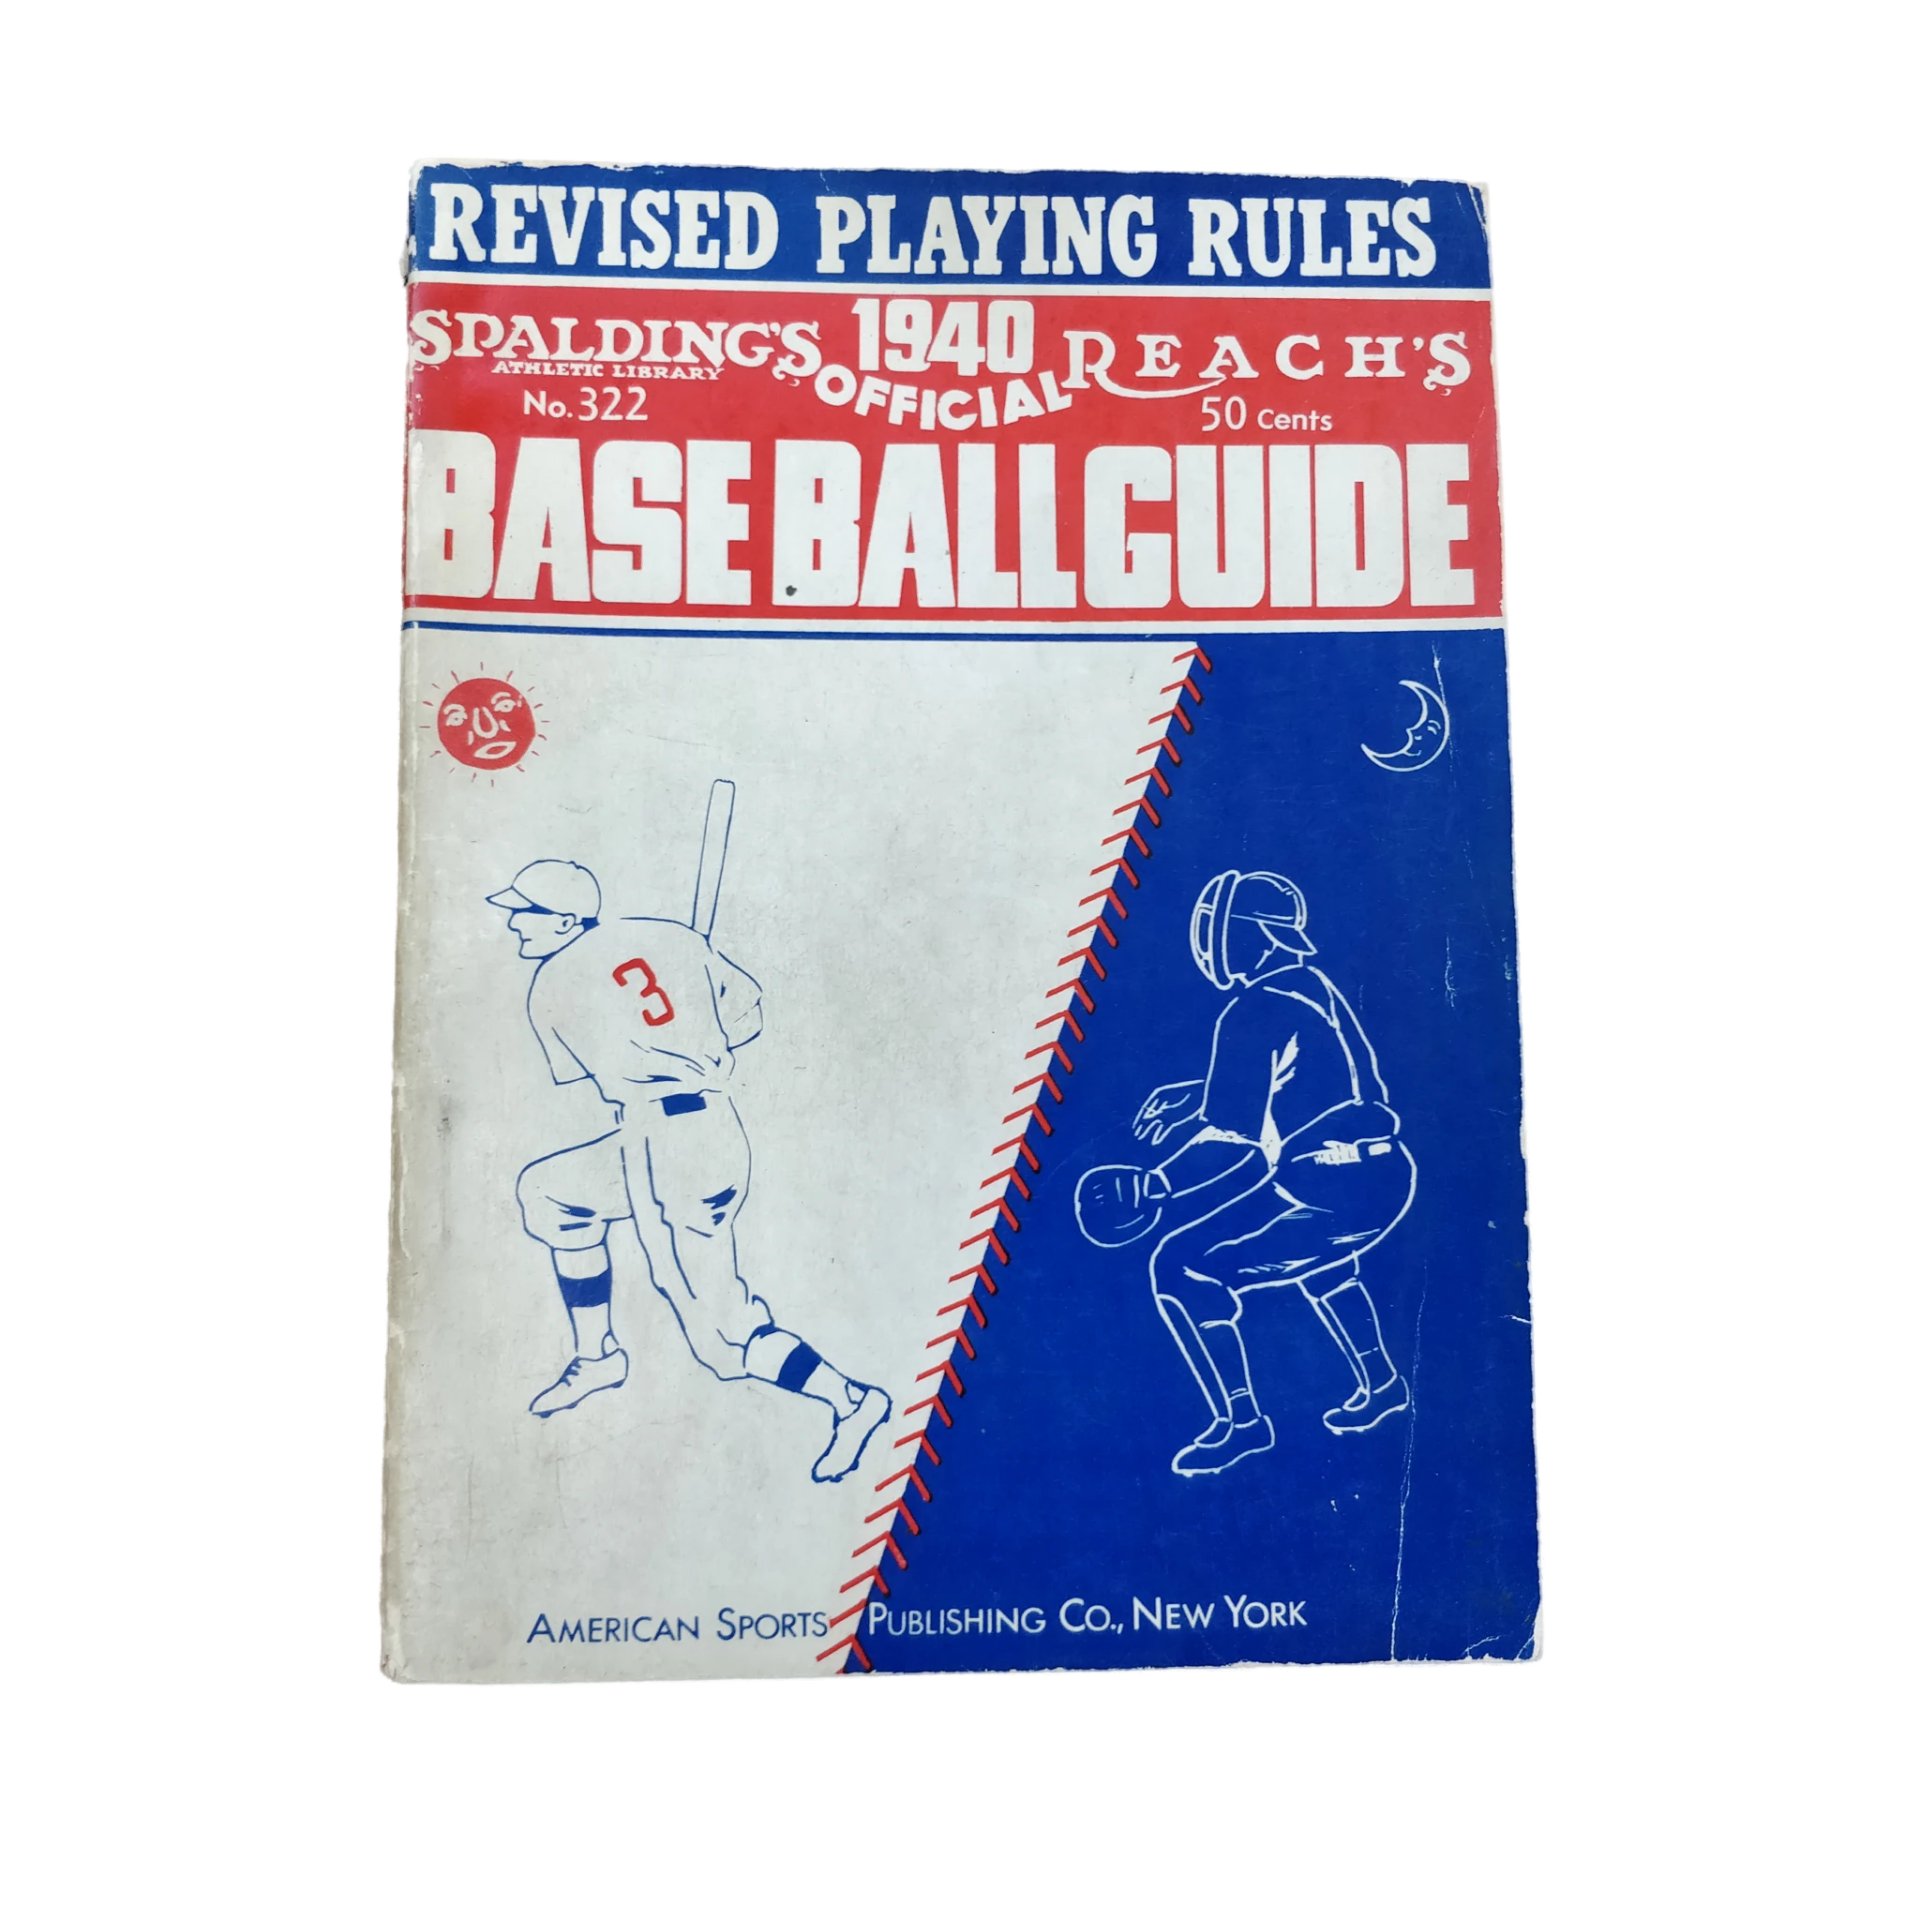 REVISED PLAYING RULES
SPALDING'S 1940 REACH'S
ATHLETIC LIBRARY OFFICIAL
No. 322 50 Cents
BASE BALL GUIDE
3
AMERICAN SPORTS PUBLISHING CO., NEW YORK